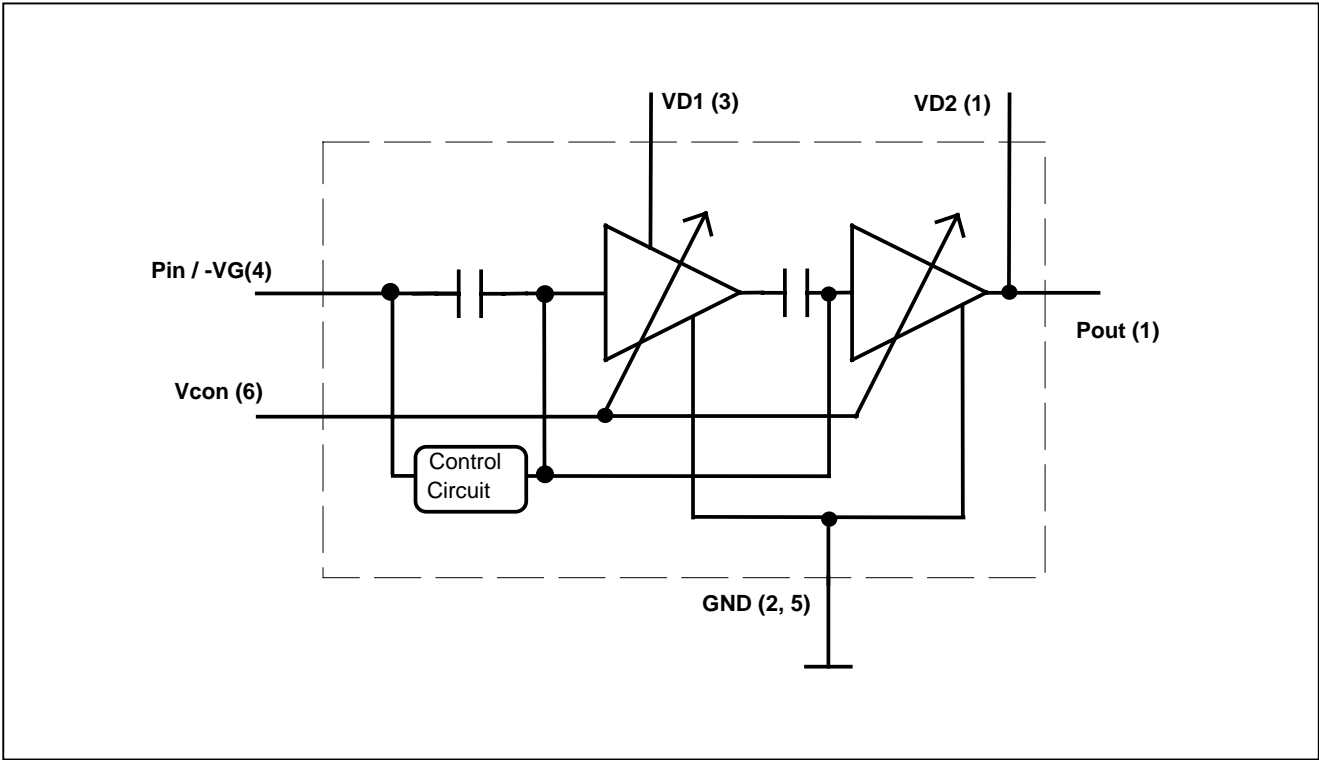 VD1 (3)
VD2 (1)
Pin / -VG(4)
Pout (1)
Vcon (6)
Control
Circuit
GND (2, 5)